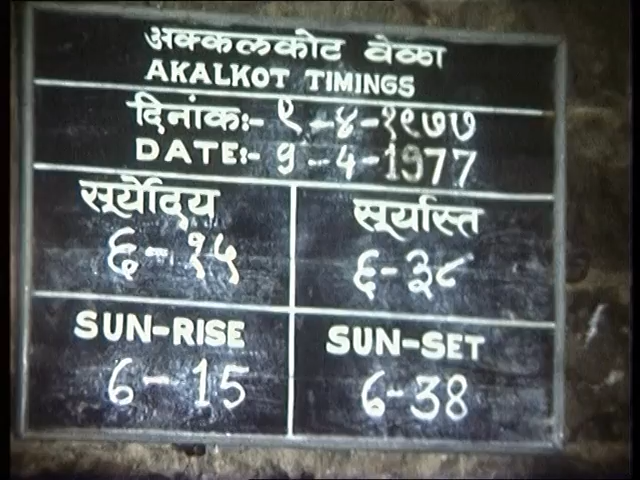 अक्कलकोट वेळा
AKALKOT TIMINGS
दिनांक:- ९-४-१९७७
DATE:- 9-4-1977
सूर्योदय
६-१५
सूर्यास्त
६-३८
SUN-RISE
6-15
SUN-SET
6-38